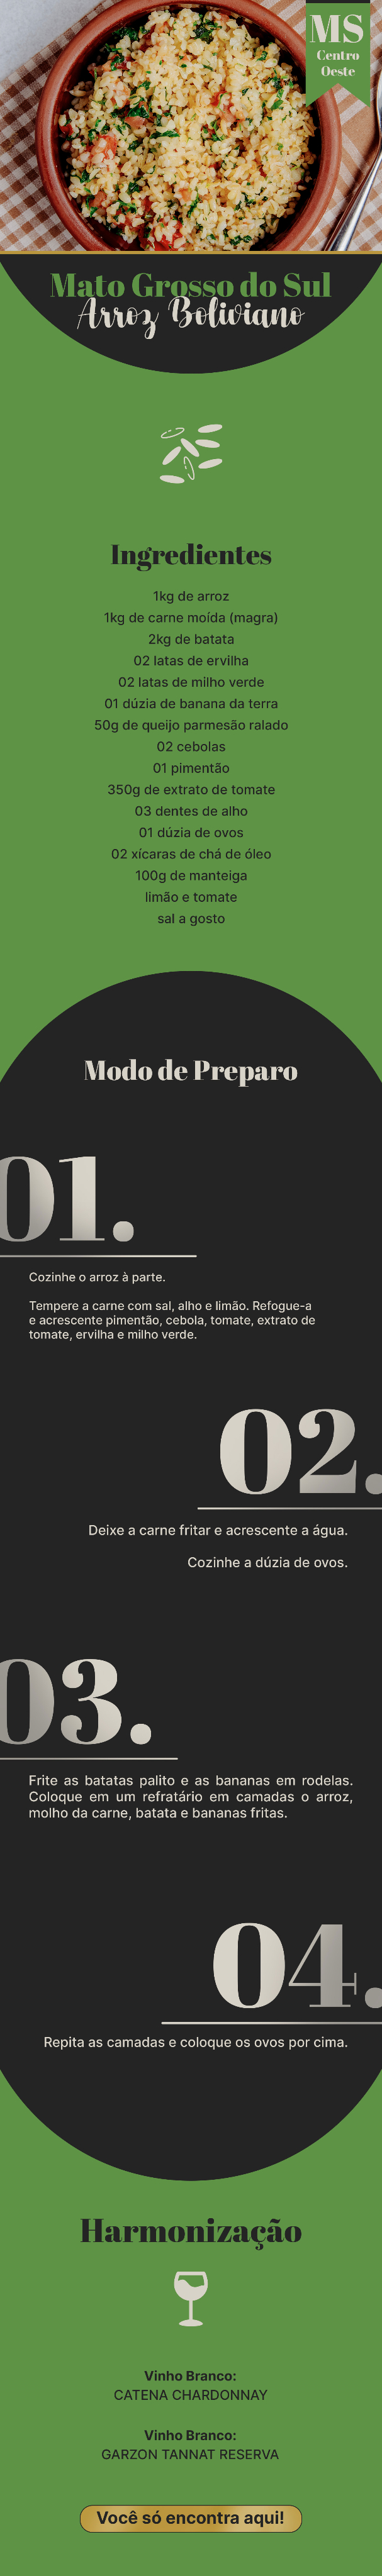 MS
Centro
Oeste
Mato Grosso do Sul
Arroz Boliviano
Ingredientes
1kg de arroz
1kg de carne moída (magra)
2kg de batata
02 latas de ervilha
02 latas de milho verde
01 dúzia de banana da terra
50g de queijo parmesão ralado
02 cebolas
01 pimentão
350g de extrato de tomate
03 dentes de alho
01 dúzia de ovos
02 xícaras de chá de óleo
100g de manteiga
limão e tomate
sal a gosto
Modo de Preparo
01.
Cozinhe o arroz à parte.
Tempere a carne com sal, alho e limão. Refogue-a
e acrescente pimentão, cebola, tomate, extrato de
tomate, ervilha e milho verde.
02.
Deixe a carne fritar e acrescente a água.
Cozinhe a dúzia de ovos.
03.
Frite as batatas palito e as bananas em rodelas.
Coloque em um refratário em camadas o arroz,
molho da carne, batata e bananas fritas.
04.
Repita as camadas e coloque os ovos por cima.
Harmonização
Vinho Branco:
CATENA CHARDONNAY
Vinho Branco:
GARZON TANNAT RESERVA
Você só encontra aqui!